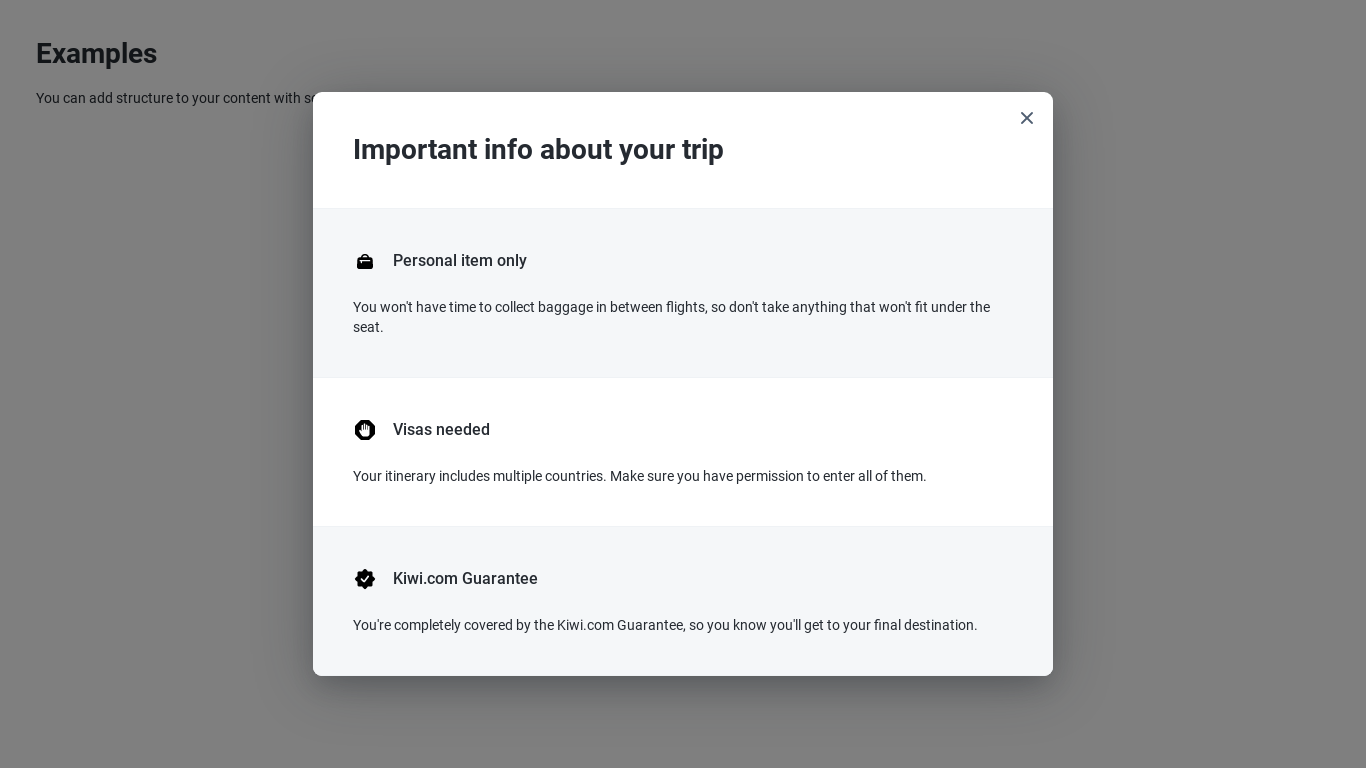 Examples
You can add structure to your content with
Important info about your trip
Personal item only
You won't have time to collect baggage in between flights, so don't take anything that won't fit under the
seat.
Visas needed
Your itinerary includes multiple countries. Make sure you have permission to enter all of them.
Kiwi.com Guarantee
You're completely covered by the Kiwi.com Guarantee, so you know you'll get to your final destination.